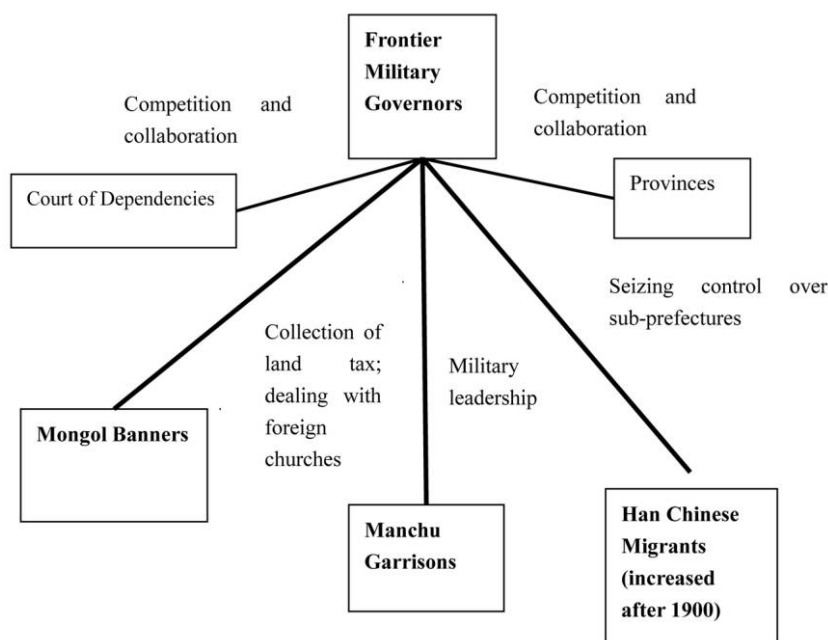 Frontier
Military
Governors
Competition and
collaboration
Competition and
collaboration
Court of Dependencies
Provinces
Seizing control over
sub-prefectures
Collection of
land tax;
dealing with
foreign
churches
Military
leadership
Mongol Banners
Manchu
Garrisons
Han Chinese
Migrants
(increased
after 1900)